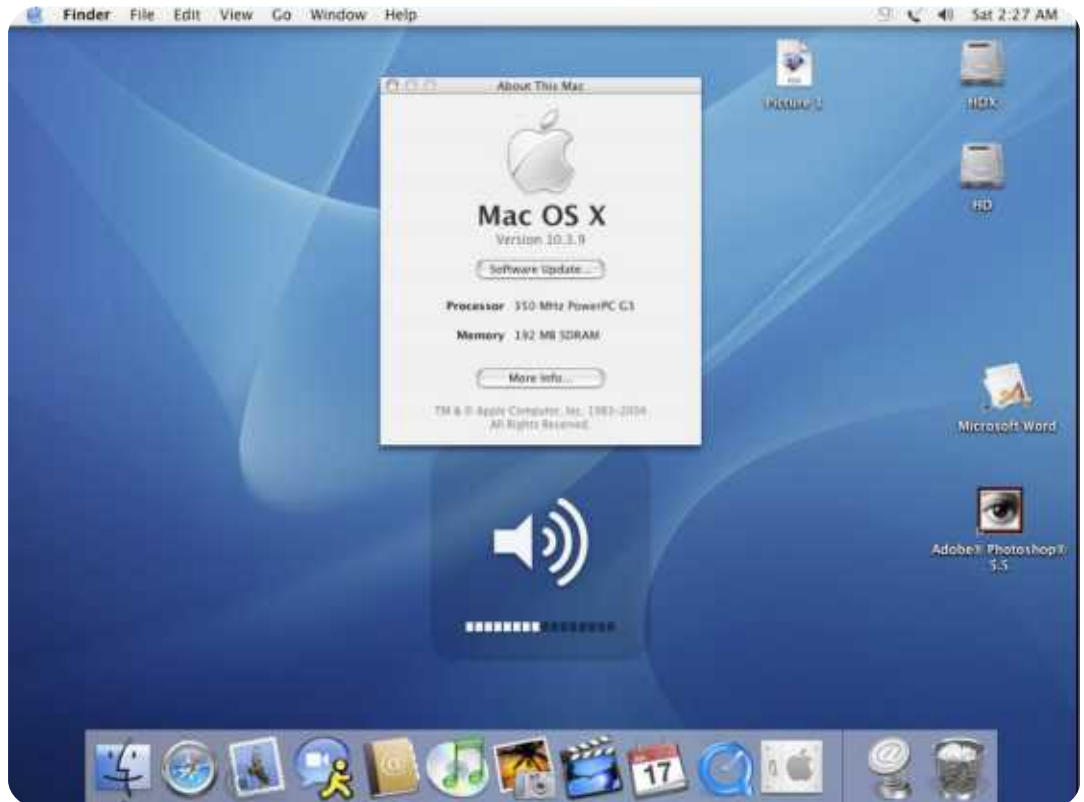 Finder File Edit View Go Window Help
Sat 2:27 AM
About This Mac
Mac OS X
Version 10.3.9
Software Update...
Processor 350 MHz PowerPC G3
Memory 192 MB SDRAM
More Info...
TM & © Apple Computer, Inc. 1983-2004
All Rights Reserved.
Picture 1
HDX
HD
Microsoft Word
Adobe® Photoshop®
5.5
17